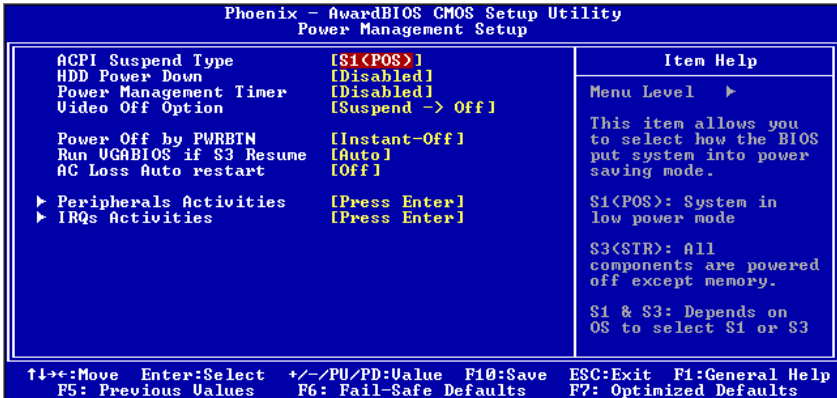 Phoenix - AwardBIOS CMOS Setup Utility
Power Management Setup
ACPI Suspend Type [S1(POS)]
HDD Power Down [Disabled]
Power Management Timer [Disabled]
Video Off Option [Suspend -> Off]
Power Off by PWRBTN [Instant-Off]
Run VGABIOS if S3 Resume [Auto]
AC Loss Auto restart [Off]
▶ Peripherals Activities [Press Enter]
▶ IRQs Activities [Press Enter]
Item Help
Menu Level ▶
This item allows you
to select how the BIOS
put system into power
saving mode.
S1(POS): System in
low power mode
S3(STR): All
components are powered
off except memory.
S1 & S3: Depends on
OS to select S1 or S3
↑↓→←:Move Enter:Select +/-/PU/PD:Value F10:Save ESC:Exit F1:General Help
F5: Previous Values F6: Fail-Safe Defaults F7: Optimized Defaults